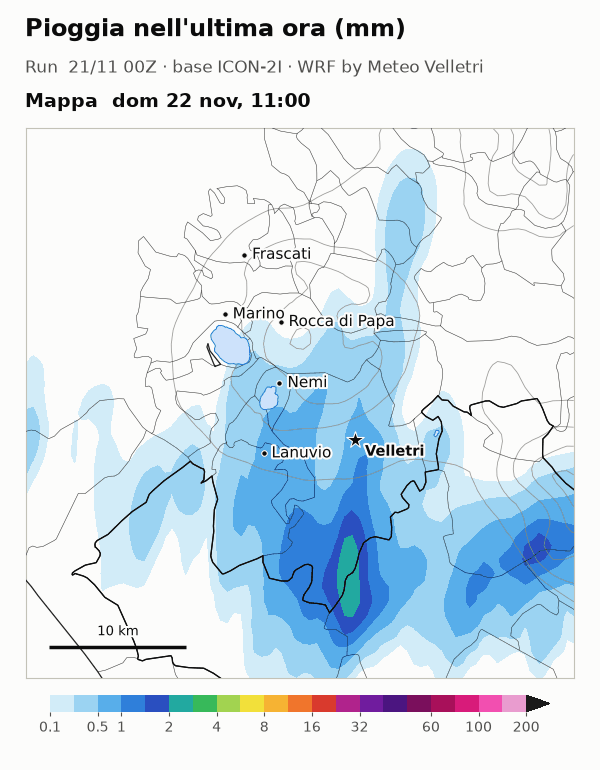 Pioggia nell'ultima ora (mm)
Run  21/11 00Z · base ICON-2I · WRF by Meteo Velletri
Mappa  dom 22 nov, 11:00
Frascati
Marino
Rocca di Papa
Nemi
Velletri
Lanuvio
10 km
0.1 0.5 1 2 4 8 16 32 60 100 200